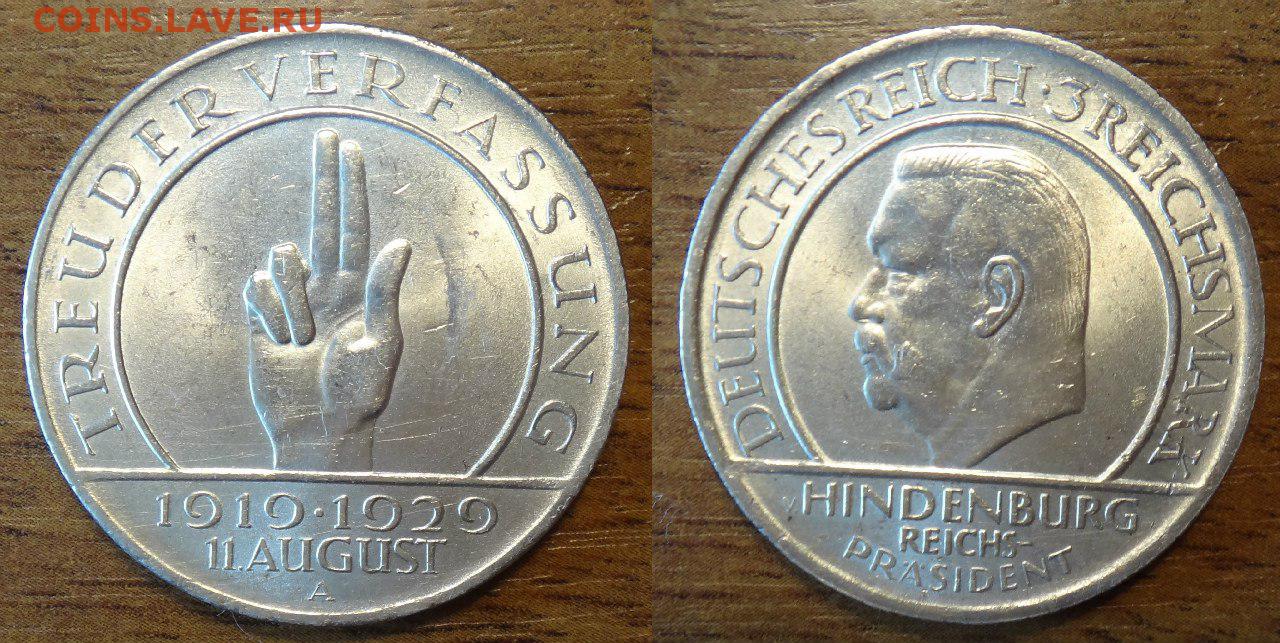 COINS.LAVE.RU
TREU DER VERFASSUNG
1919·1929
11. AUGUST
A
DEUTSCHES REICH · 3 REICHSMARK
HINDENBURG
REICHS-
PRÄSIDENT